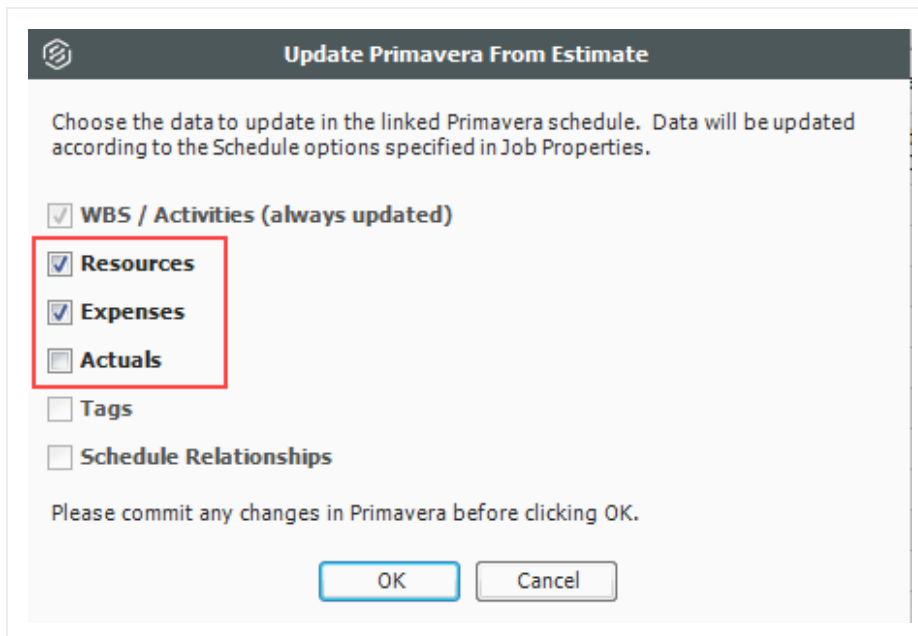 Update Primavera From Estimate
Choose the data to update in the linked Primavera schedule. Data will be updated
according to the Schedule options specified in Job Properties.
WBS / Activities (always updated)
Resources
Expenses
Actuals
Tags
Schedule Relationships
Please commit any changes in Primavera before clicking OK.
OK Cancel